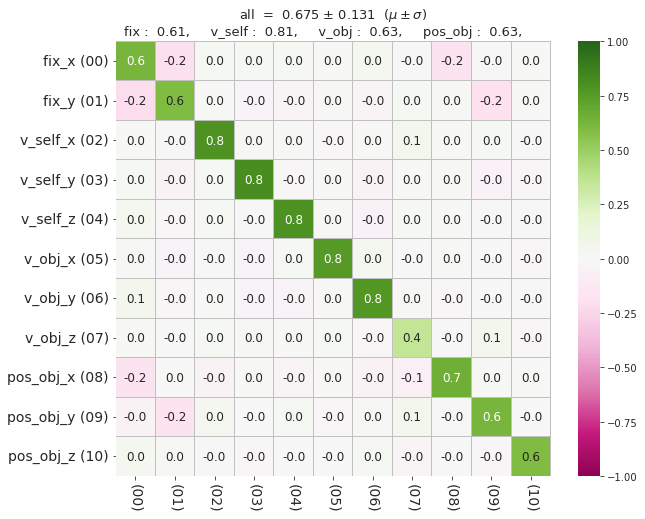 all = 0.675 ± 0.131 (μ ± σ)
fix : 0.61, v_self : 0.81, v_obj : 0.63, pos_obj : 0.63,
fix_x (00) 0.6 -0.2 0.0 0.0 0.0 0.0 0.0 -0.0 -0.2 -0.0 0.0
fix_y (01) -0.2 0.6 0.0 -0.0 -0.0 0.0 -0.0 0.0 0.0 -0.2 0.0
v_self_x (02) 0.0 -0.0 0.8 0.0 0.0 -0.0 0.0 0.1 -0.0 0.0 -0.0
v_self_y (03) 0.0 -0.0 0.0 0.8 -0.0 0.0 -0.0 0.0 0.0 -0.0 -0.0
v_self_z (04) 0.0 -0.0 0.0 -0.0 0.8 0.0 -0.0 0.0 -0.0 0.0 -0.0
v_obj_x (05) 0.0 -0.0 -0.0 -0.0 0.0 0.8 0.0 -0.0 0.0 -0.0 -0.0
v_obj_y (06) 0.1 -0.0 0.0 -0.0 -0.0 0.0 0.8 -0.0 0.0 0.0 -0.0
v_obj_z (07) 0.0 -0.0 0.0 0.0 0.0 -0.0 -0.0 0.4 -0.0 0.1 -0.0
pos_obj_x (08) -0.2 0.0 -0.0 0.0 -0.0 0.0 -0.0 -0.1 0.7 0.0 0.0
pos_obj_y (09) -0.0 -0.2 0.0 -0.0 0.0 -0.0 0.0 0.1 -0.0 0.6 -0.0
pos_obj_z (10) 0.0 0.0 -0.0 -0.0 -0.0 -0.0 0.0 -0.0 -0.0 0.0 0.6
(00) (01) (02) (03) (04) (05) (06) (07) (08) (09) (10)
1.00
0.75
0.50
0.25
0.00
−0.25
−0.50
−0.75
−1.00